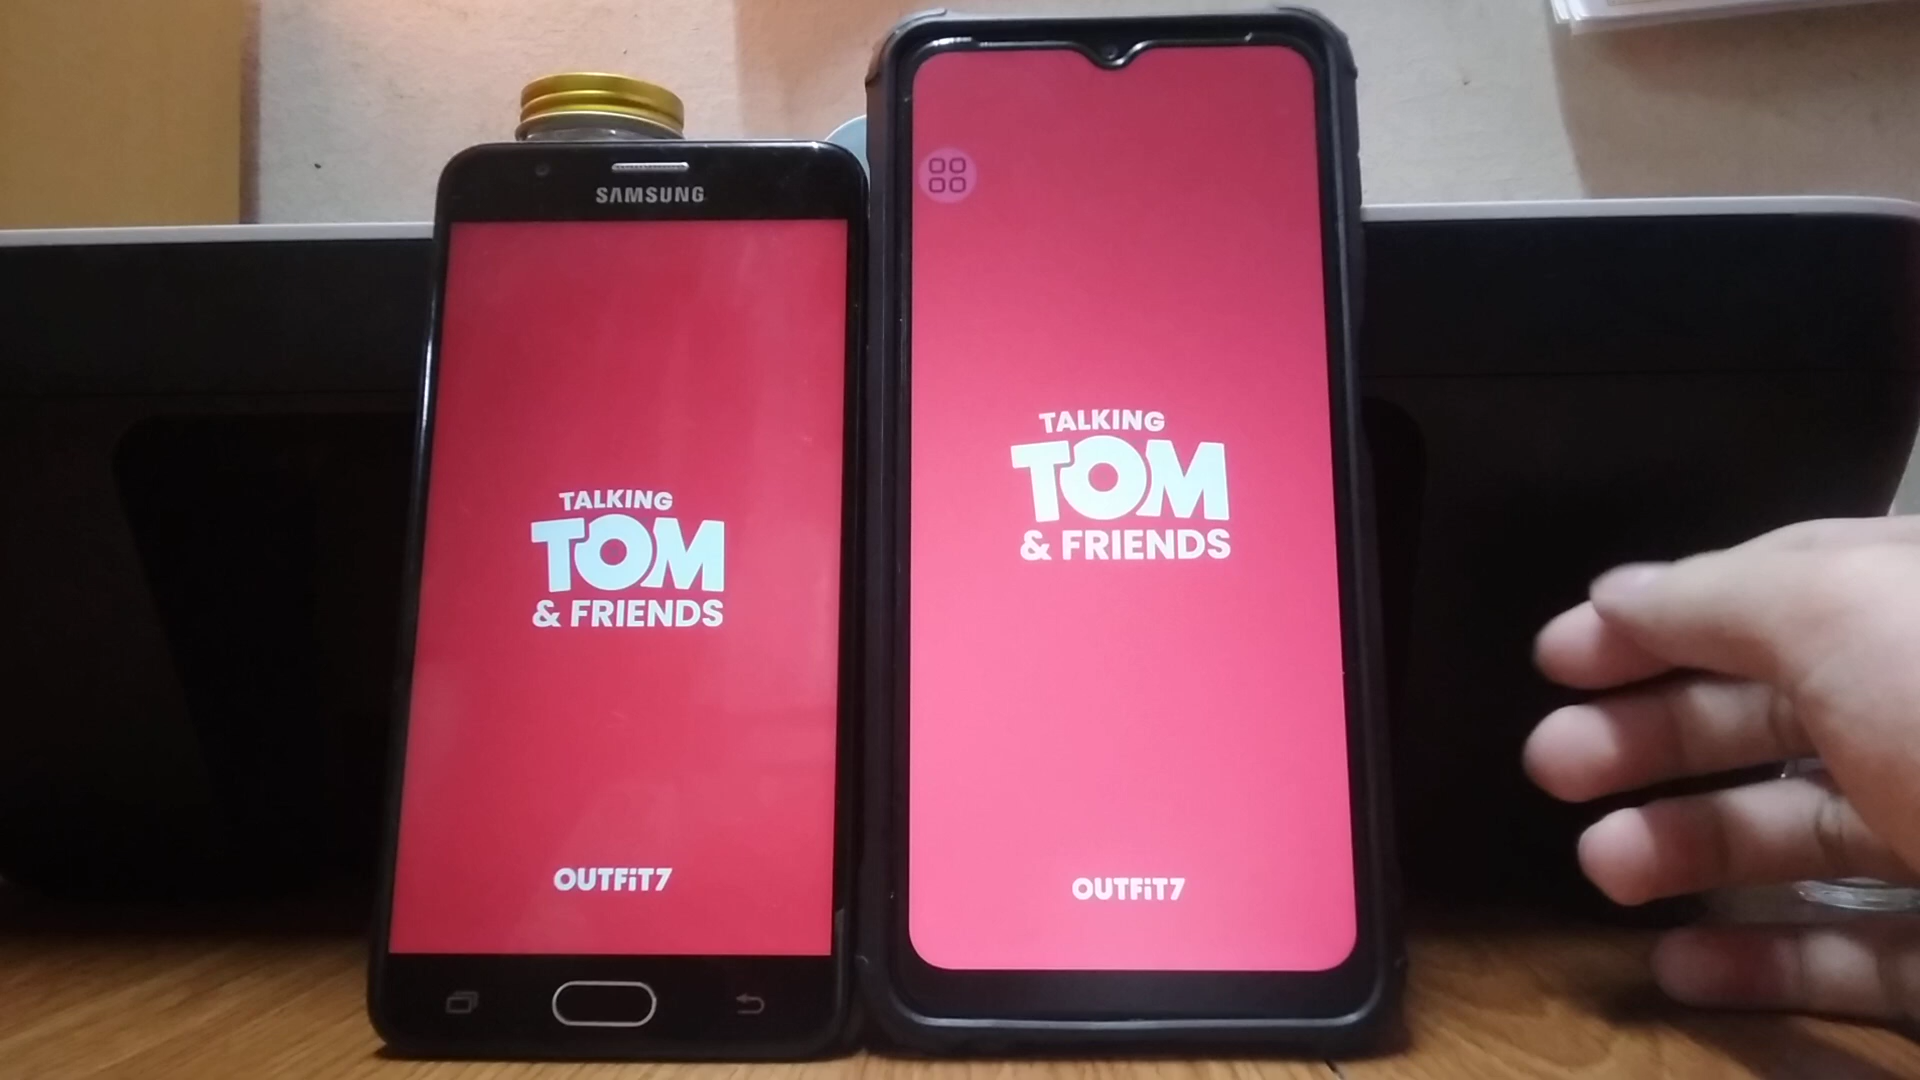 SAMSUNG
TALKING
TOM
& FRIENDS
OUTFiT7
TALKING
TOM
& FRIENDS
OUTFiT7